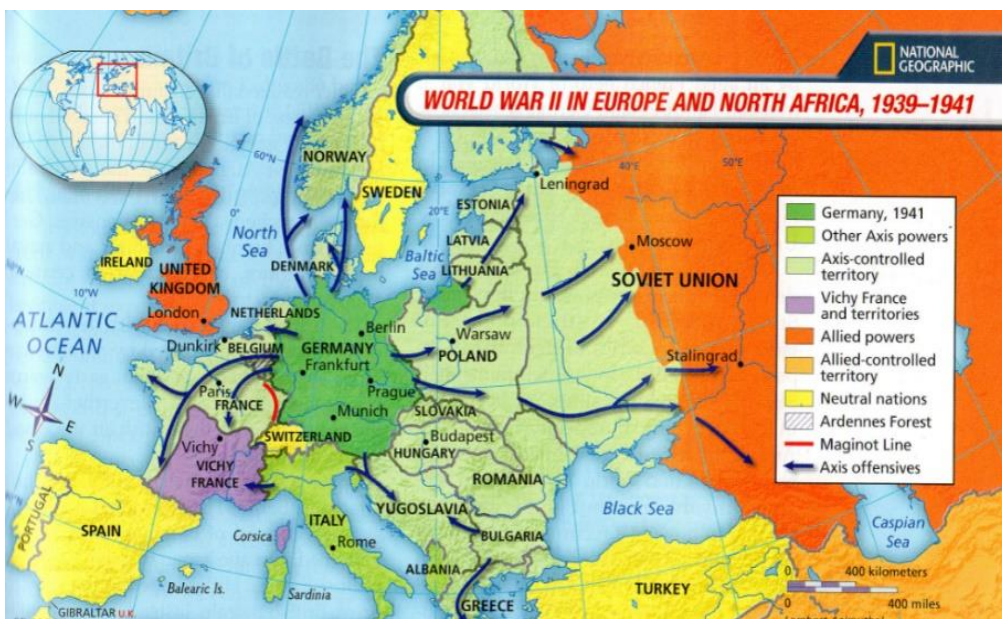 NATIONAL
GEOGRAPHIC
WORLD WAR II IN EUROPE AND NORTH AFRICA, 1939–1941
60°N
NORWAY
SWEDEN
0°
20°E
40°E
50°E
Leningrad
ESTONIA
North
Sea
LATVIA
Baltic
Sea
Moscow
IRELAND
UNITED
KINGDOM
DENMARK
LITHUANIA
SOVIET UNION
10°W
London
NETHERLANDS
Berlin
Warsaw
POLAND
ATLANTIC
OCEAN
Dunkirk
BELGIUM
GERMANY
Frankfurt
Prague
Stalingrad
N
W
E
S
Paris
FRANCE
Munich
SLOVAKIA
SWITZERLAND
Budapest
HUNGARY
Vichy
VICHY
FRANCE
ROMANIA
PORTUGAL
SPAIN
ITALY
YUGOSLAVIA
Black Sea
Caspian
Sea
Corsica
Rome
BULGARIA
ALBANIA
Balearic Is.
Sardinia
GREECE
TURKEY
GIBRALTAR U.K.
Germany, 1941
Other Axis powers
Axis-controlled
territory
Vichy France
and territories
Allied powers
Allied-controlled
territory
Neutral nations
Ardennes Forest
Maginot Line
Axis offensives
0 400 kilometers
0 400 miles